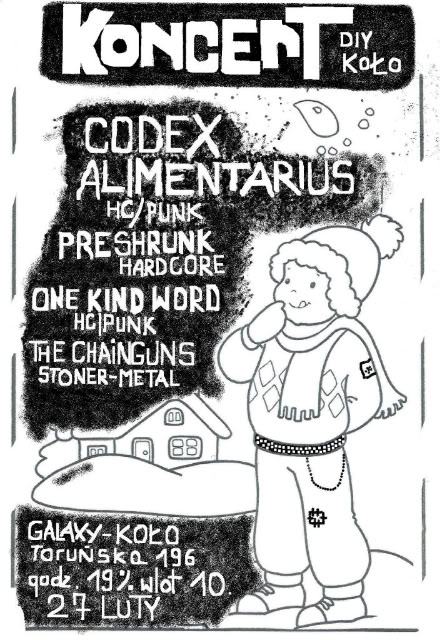 KONCERT
DIY
KOŁO
CODEX
ALIMENTARIUS
HC/PUNK
PRESHRUNK
HARDCORE
ONE KIND WORD
HC|PUNK
THE CHAiNGUNS
STONER-METAL
GALAXY-KOŁO
TORUŃSKA 196
godz. 19⁰⁰. wlot 10.
27 LUTY